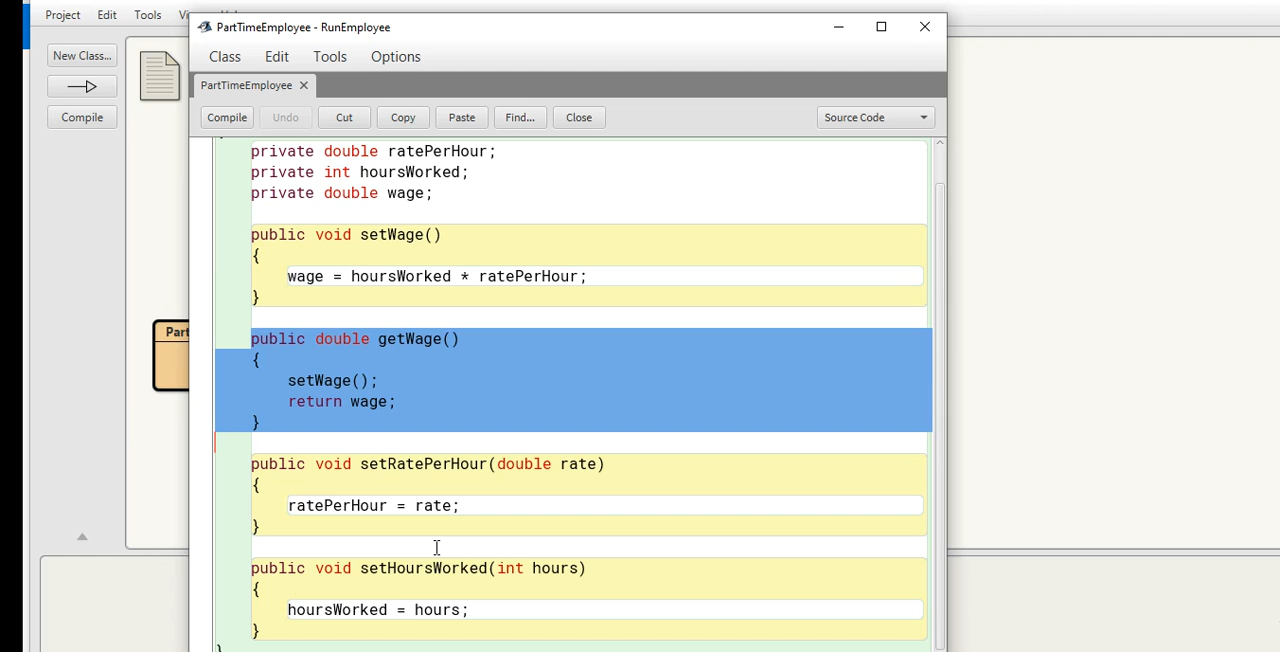 Project Edit Tools Vi
PartTimeEmployee - RunEmployee
New Class...
Class Edit Tools Options
PartTimeEmployee ×
Compile
Compile Undo Cut Copy Paste Find... Close Source Code
private double ratePerHour;
private int hoursWorked;
private double wage;
public void setWage()
{
wage = hoursWorked * ratePerHour;
}
Part
public double getWage()
{
setWage();
return wage;
}
public void setRatePerHour(double rate)
{
ratePerHour = rate;
}
public void setHoursWorked(int hours)
{
hoursWorked = hours;
}
}